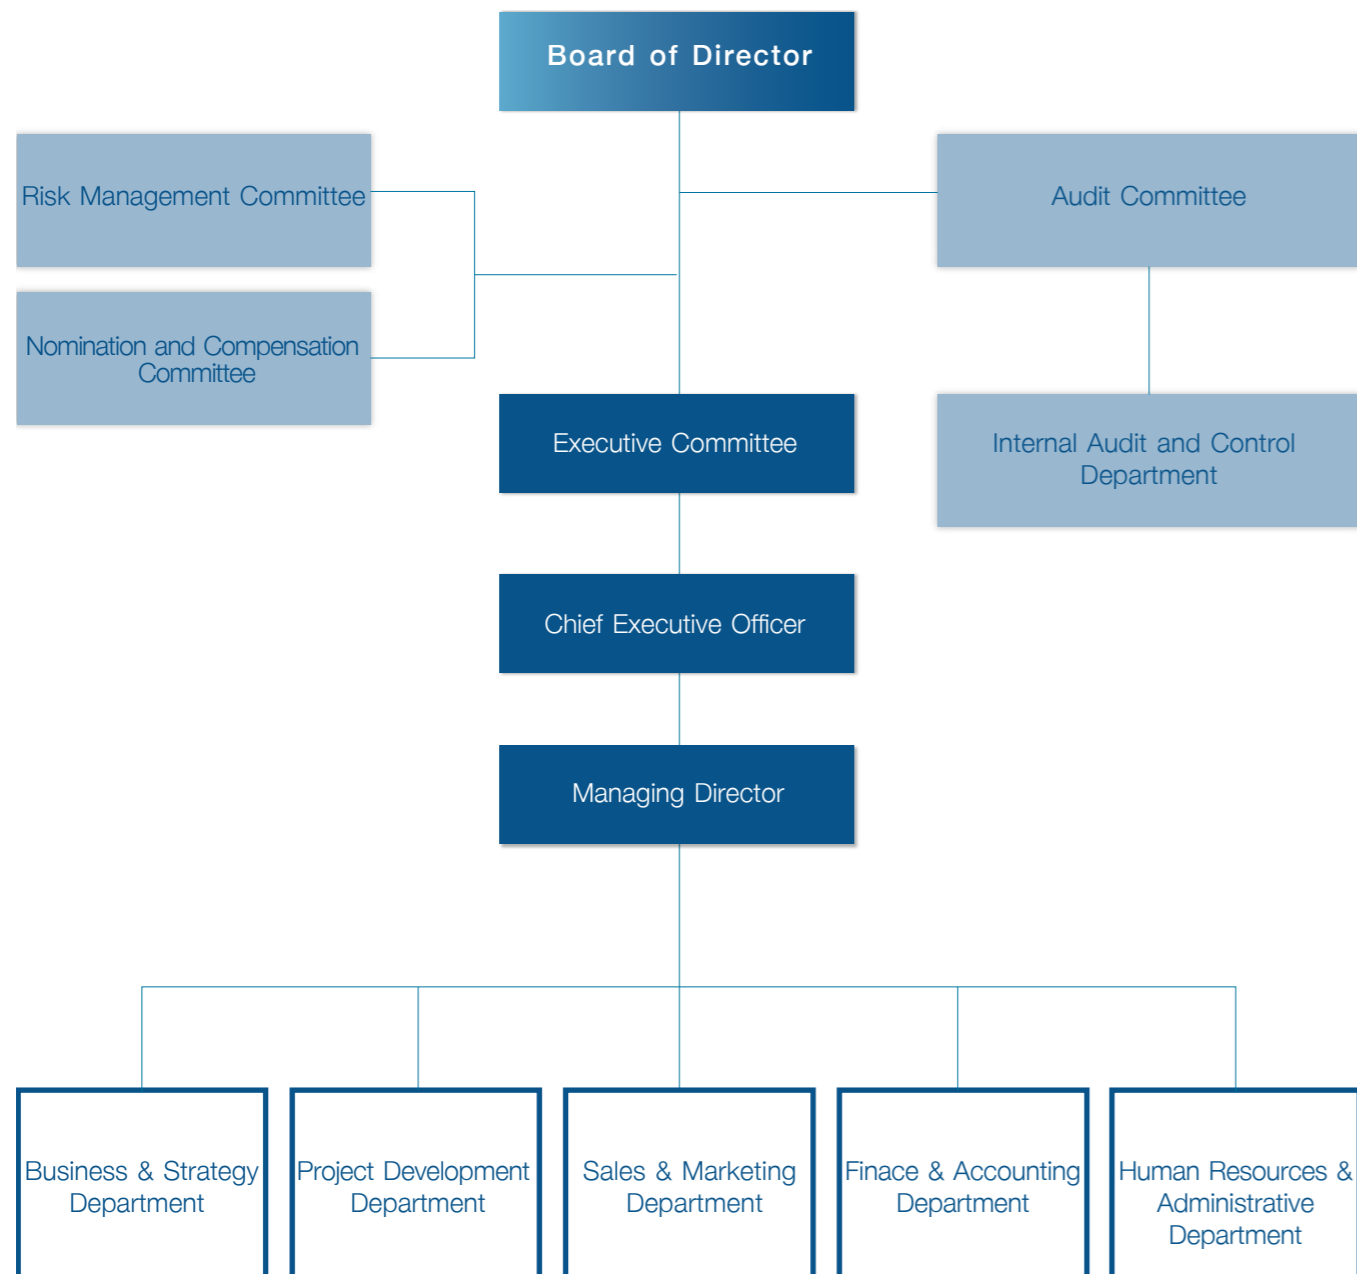 Board of Director
Risk Management Committee
Audit Committee
Nomination and Compensation
Committee
Executive Committee
Internal Audit and Control
Department
Chief Executive Officer
Managing Director
Business & Strategy
Department
Project Development
Department
Sales & Marketing
Department
Finace & Accounting
Department
Human Resources &
Administrative
Department